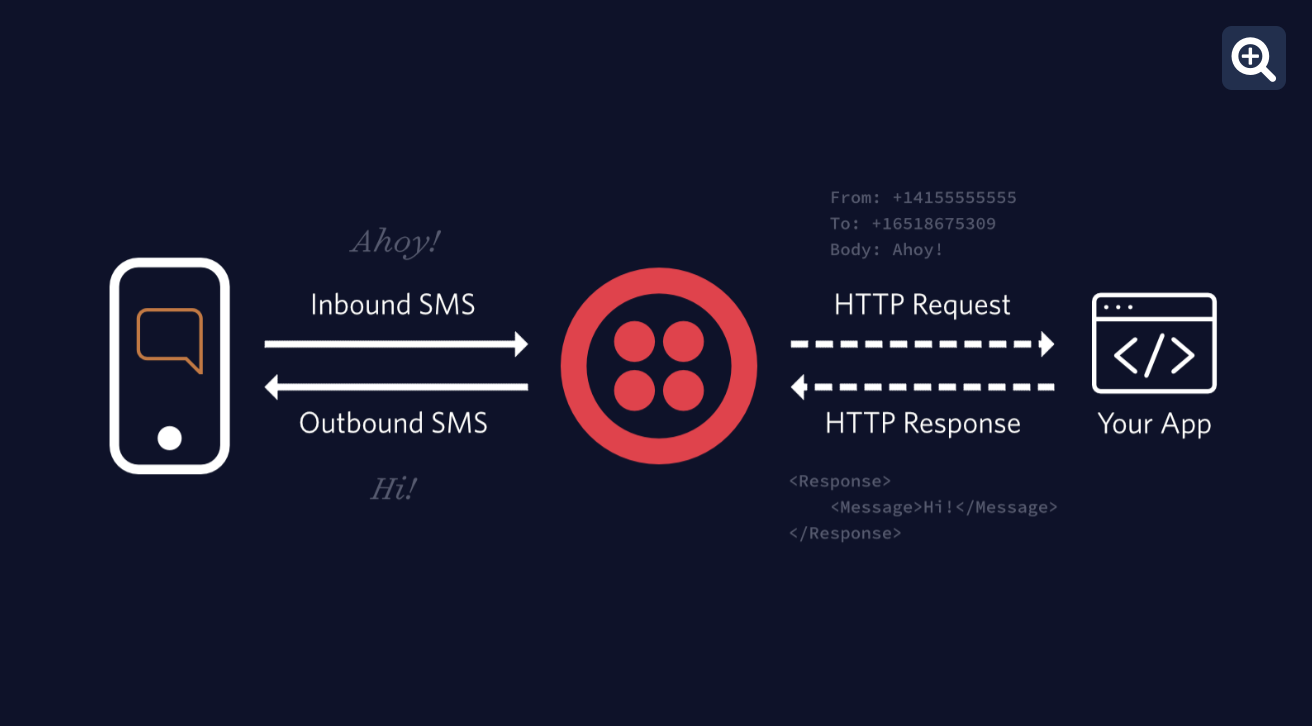 Ahoy!
Inbound SMS
Outbound SMS
Hi!
From: +14155555555
To: +16518675309
Body: Ahoy!
HTTP Request
HTTP Response
<Response>
    <Message>Hi!</Message>
</Response>
</>
Your App